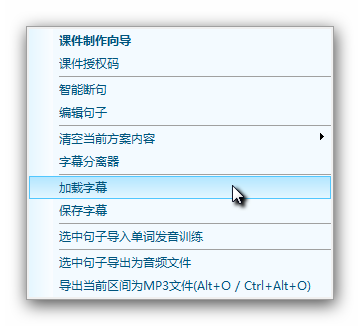 课件制作向导
课件授权码
智能断句
编辑句子
清空当前方案内容
字幕分离器
加载字幕
保存字幕
选中句子导入单词发音训练
选中句子导出为音频文件
导出当前区间为MP3文件(Alt+O / Ctrl+Alt+O)